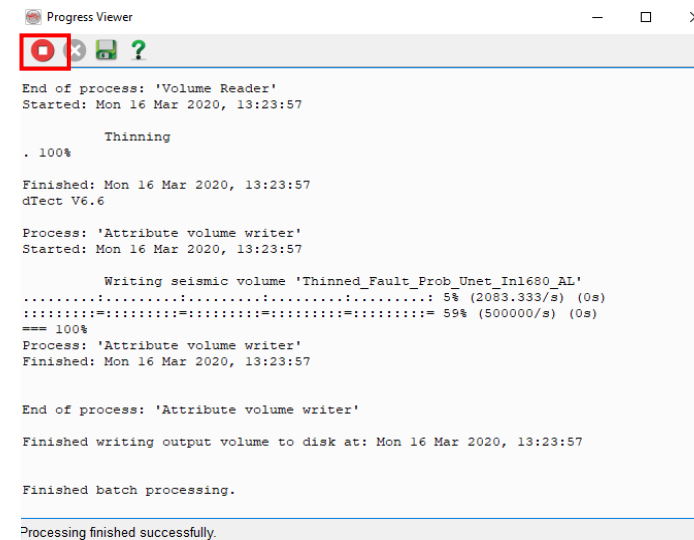 Progress Viewer
?
End of process: 'Volume Reader'
Started: Mon 16 Mar 2020, 13:23:57
Thinning
. 100%
Finished: Mon 16 Mar 2020, 13:23:57
dTect V6.6
Process: 'Attribute volume writer'
Started: Mon 16 Mar 2020, 13:23:57
Writing seismic volume 'Thinned_Fault_Prob_Unet_Inl680_AL'
.........:.........:.........:.........:.........: 5% (2083.333/s) (0s)
:::::::::=:::::::::=:::::::::=:::::::::=:::::::::= 59% (500000/s) (0s)
=== 100%
Process: 'Attribute volume writer'
Finished: Mon 16 Mar 2020, 13:23:57
End of process: 'Attribute volume writer'
Finished writing output volume to disk at: Mon 16 Mar 2020, 13:23:57
Finished batch processing.
Processing finished successfully.